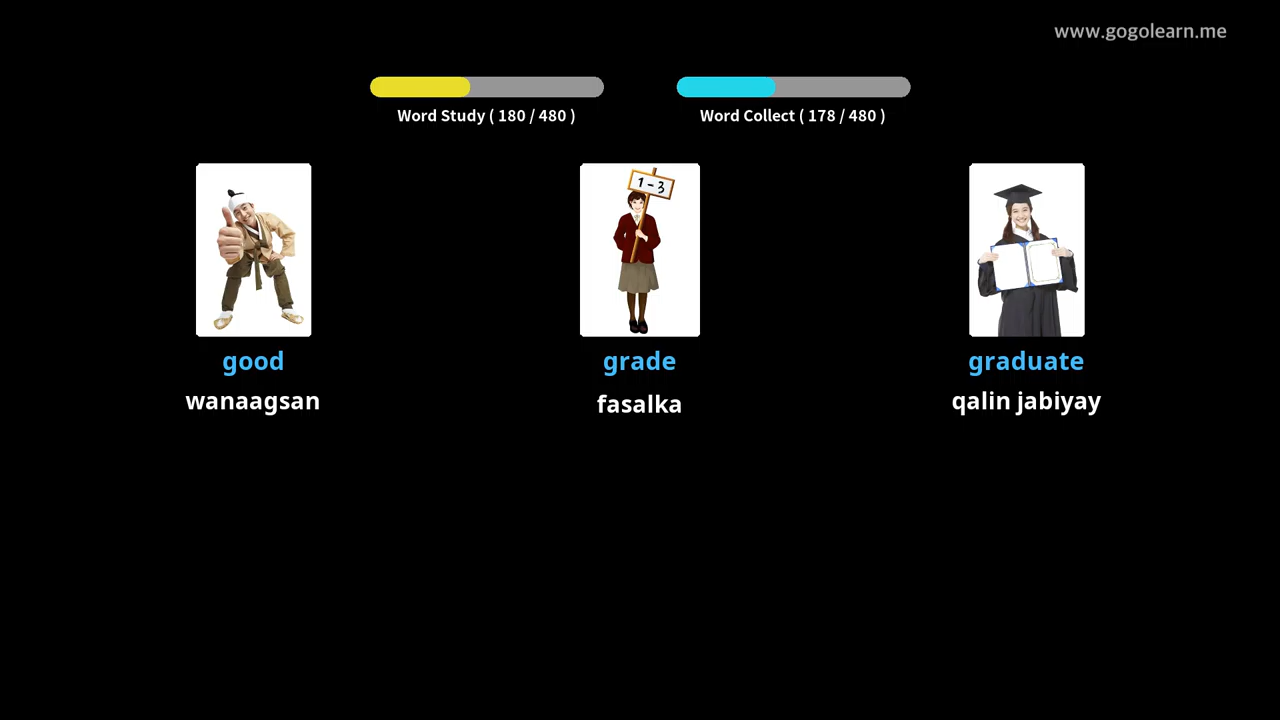 www.gogolearn.me
Word Study ( 180 / 480 )
Word Collect ( 178 / 480 )
1 - 3
good
grade
graduate
wanaagsan
fasalka
qalin jabiyay